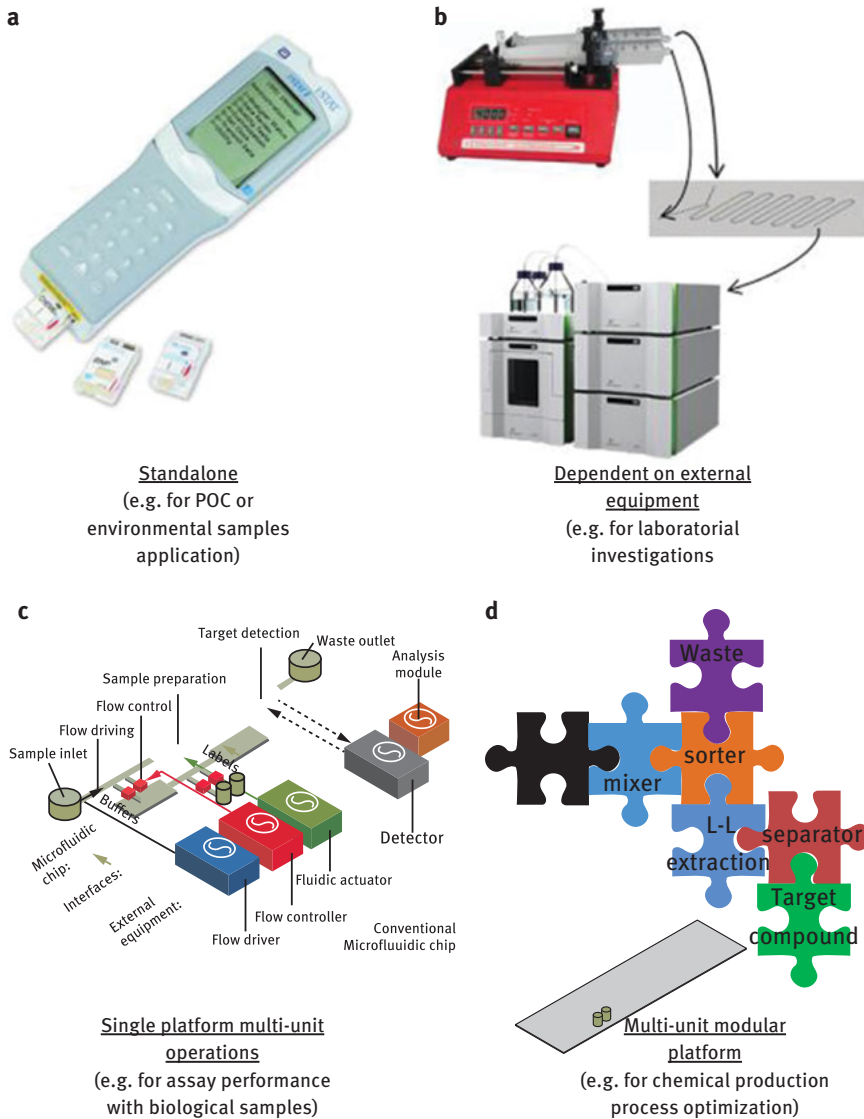 a
b
Standalone
(e.g. for POC or
environmental samples
application)
Dependent on external
equipment
(e.g. for laboratorial
investigations
c
Target detection
Waste outlet
Analysis
module
Sample preparation
Flow control
Flow driving
Sample inlet
Labels
Buffers
Detector
Microfluidic
chip:
Interfaces:
External
equipment:
Fluidic actuator
Flow controller
Flow driver
Conventional
Microfluuidic chip
d
Waste
sorter
mixer
L-L
extraction
separator
Target
compound
Single platform multi-unit
operations
(e.g. for assay performance
with biological samples)
Multi-unit modular
platform
(e.g. for chemical production
process optimization)